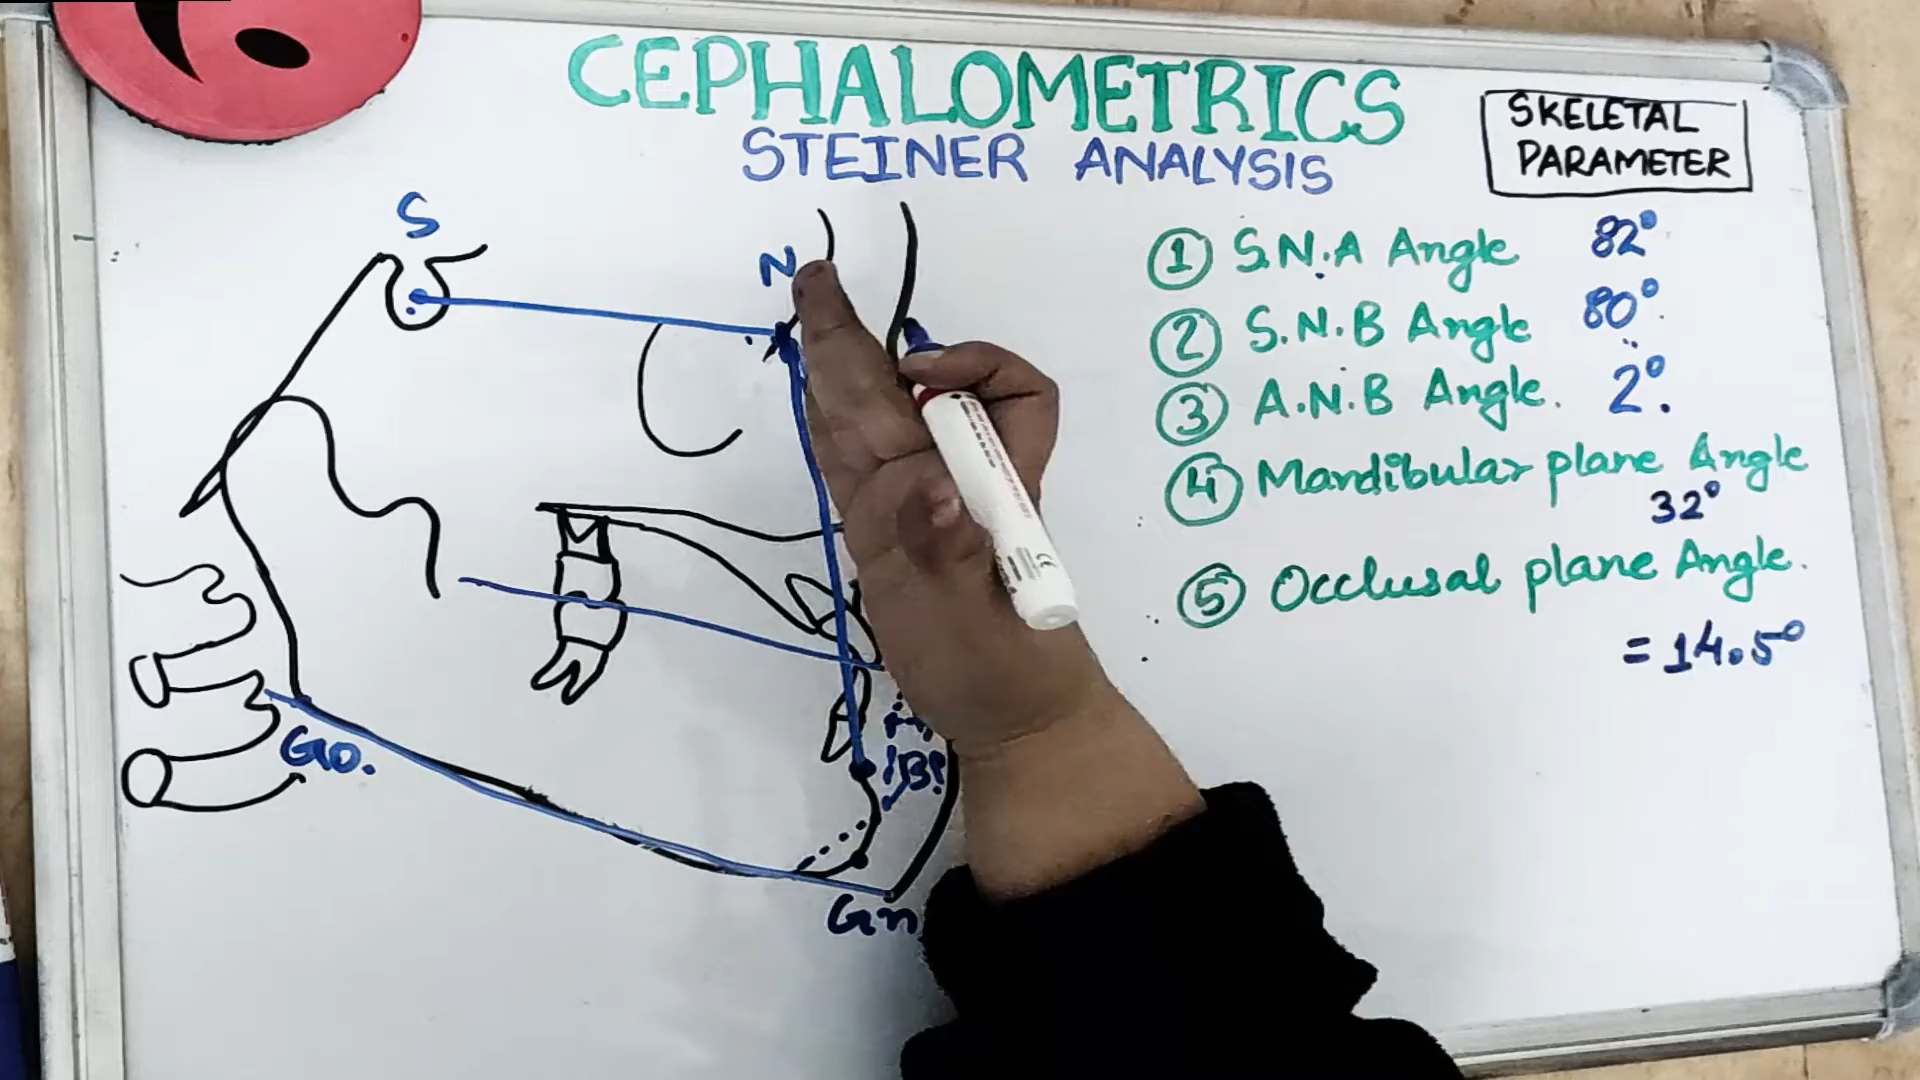 CEPHALOMETRICS
STEINER ANALYSIS
SKELETAL
PARAMETER
S
N
① S.N.A Angle 82°
② S.N.B Angle 80°
③ A.N.B Angle. 2°.
④ Mandibular plane Angle
32°
⑤ Occlusal plane Angle.
= 14.5°
Go.
Gn